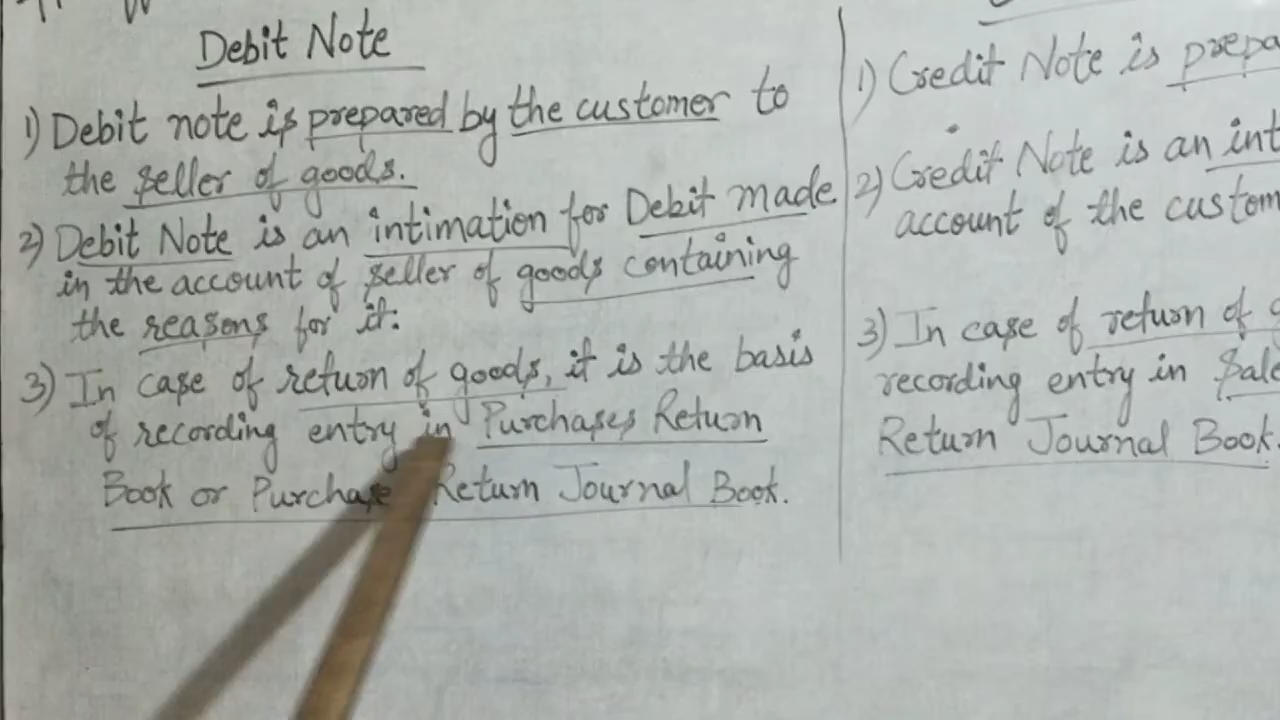 Debit Note
1) Debit note is prepared by the customer to
the seller of goods.
2) Debit Note is an intimation for Debit made
in the account of seller of goods containing
the reasons for it.
3) In case of return of goods, it is the basis
of recording entry in Purchases Return
Book or Purchase Return Journal Book.
1) Credit Note is prepa
2) Credit Note is an int
account of the custom
3) In case of return of g
recording entry in Sale
Return Journal Book.